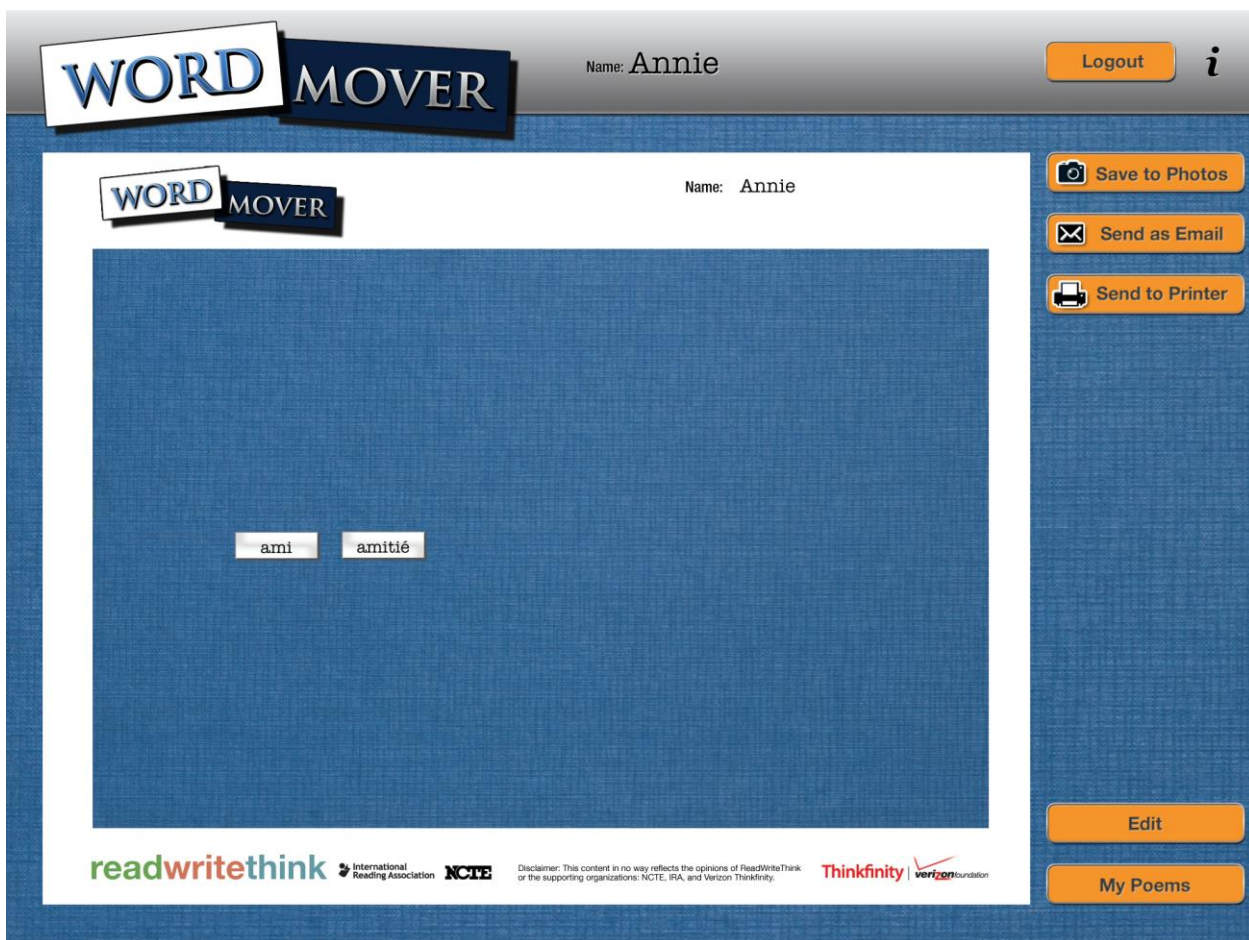 WORD MOVER
Name: Annie
Logout
i
WORD MOVER
Name: Annie
Save to Photos
Send as Email
Send to Printer
ami amitié
Edit
My Poems
readwritethink
International
Reading Association
NCTE
Disclaimer: This content in no way reflects the opinions of ReadWriteThink
or the supporting organizations: NCTE, IRA, and Verizon Thinkfinity.
Thinkfinity | verizonfoundation